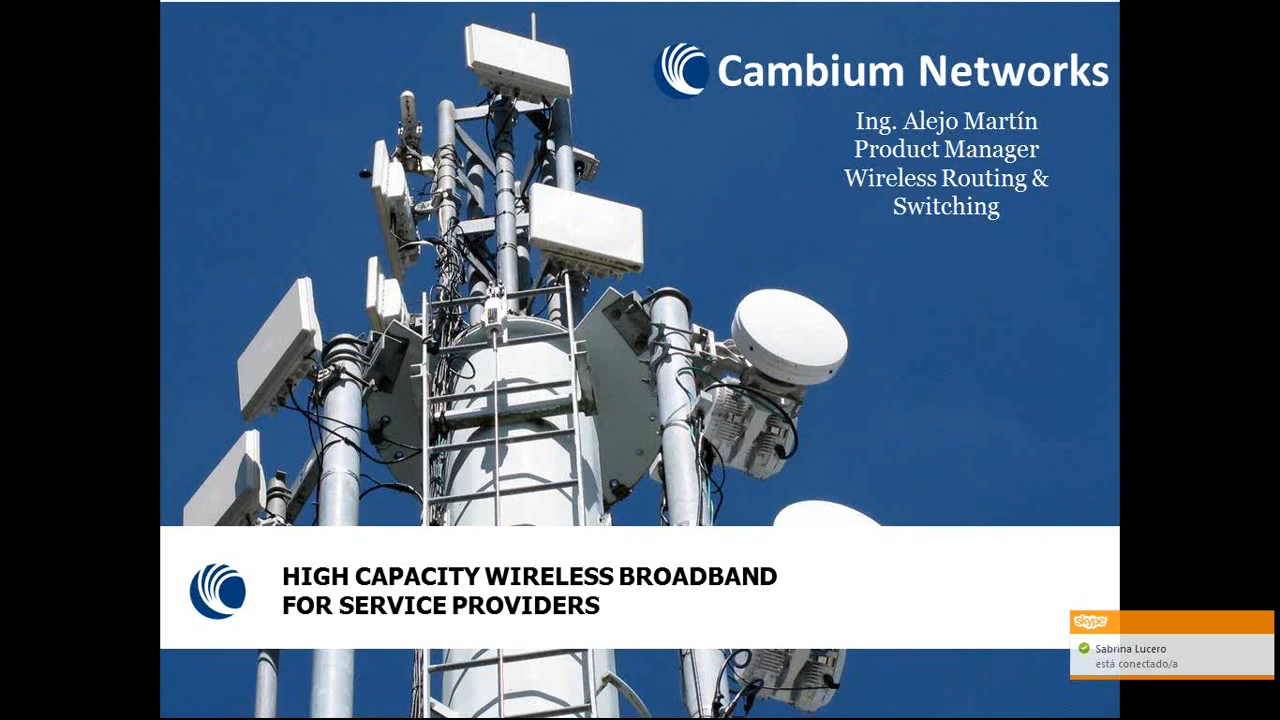 Cambium Networks
Ing. Alejo Martín
Product Manager
Wireless Routing &
Switching
HIGH CAPACITY WIRELESS BROADBAND
FOR SERVICE PROVIDERS
skype
Sabrina Lucero
está conectado/a